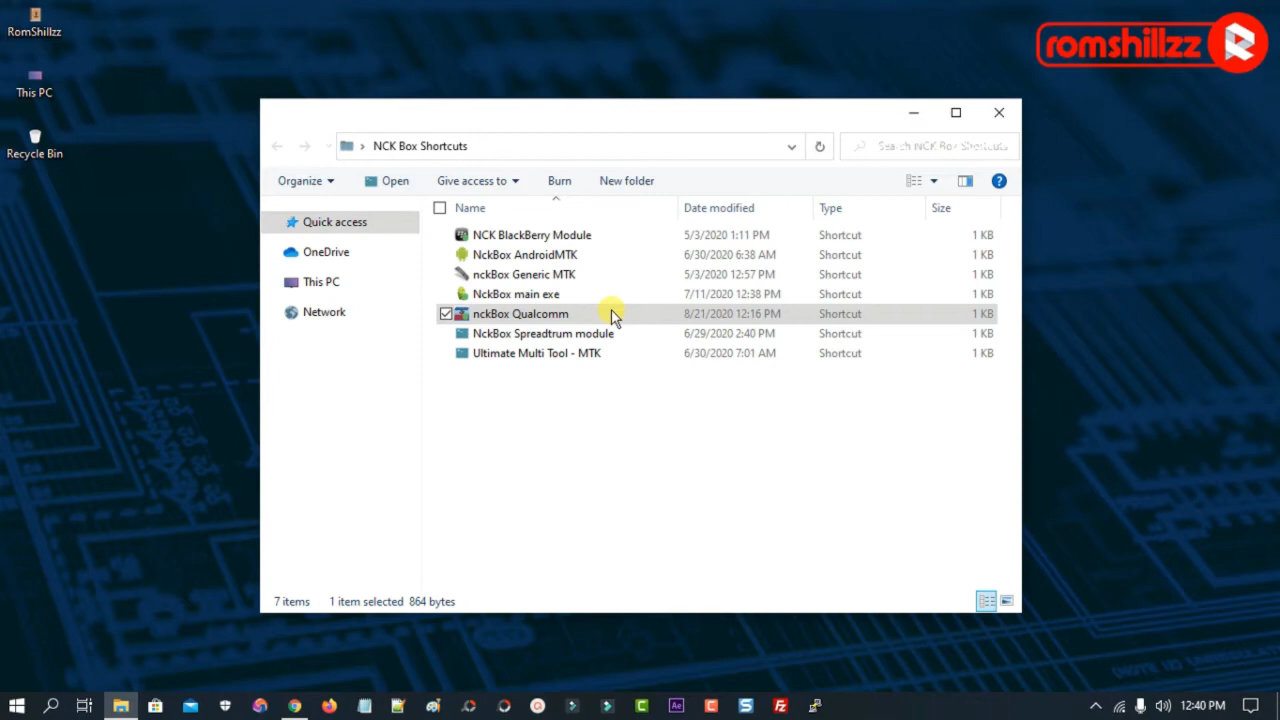 RomShillzz
This PC
Recycle Bin
romshillzz
NCK Box Shortcuts
Search NCK Box Shortcuts
Organize Open Give access to Burn New folder
Name Date modified Type Size
Quick access
OneDrive
This PC
Network
NCK BlackBerry Module 5/3/2020 1:11 PM Shortcut 1 KB
NckBox AndroidMTK 6/30/2020 6:38 AM Shortcut 1 KB
nckBox Generic MTK 5/3/2020 12:57 PM Shortcut 1 KB
NckBox main exe 7/11/2020 12:38 PM Shortcut 1 KB
nckBox Qualcomm 8/21/2020 12:16 PM Shortcut 1 KB
NckBox Spreadtrum module 6/29/2020 2:40 PM Shortcut 1 KB
Ultimate Multi Tool - MTK 6/30/2020 7:01 AM Shortcut 1 KB
7 items 1 item selected 864 bytes
Ae
12:40 PM